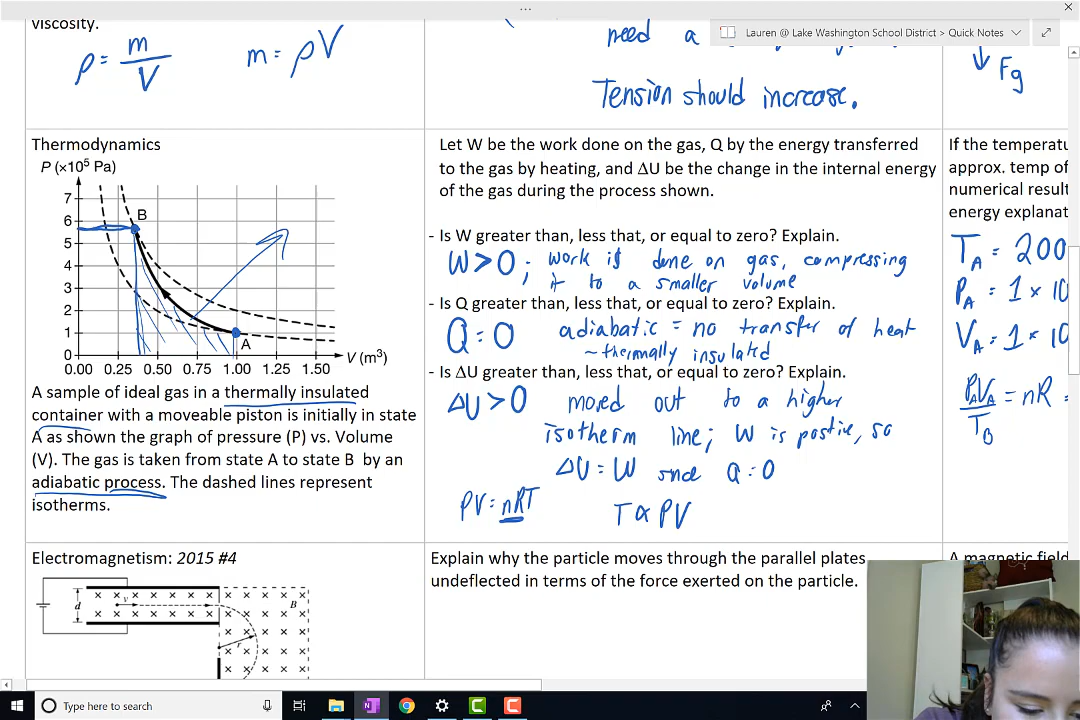 ...
Lauren @ Lake Washington School District > Quick Notes
viscosity.
ρ = m/V
m = ρV
need a
Tension should increase.
Fg
Thermodynamics
P (×10⁵ Pa)
7
6
5
4
3
2
1
0
B
A
0.00 0.25 0.50 0.75 1.00 1.25 1.50
V (m³)
A sample of ideal gas in a thermally insulated
container with a moveable piston is initially in state
A as shown the graph of pressure (P) vs. Volume
(V). The gas is taken from state A to state B by an
adiabatic process. The dashed lines represent
isotherms.
Let W be the work done on the gas, Q by the energy transferred
to the gas by heating, and ΔU be the change in the internal energy
of the gas during the process shown.
- Is W greater than, less that, or equal to zero? Explain.
W > 0 ; work is done on gas, compressing
it to a smaller volume
- Is Q greater than, less that, or equal to zero? Explain.
Q = 0 adiabatic = no transfer of heat
~ thermally insulated
- Is ΔU greater than, less that, or equal to zero? Explain.
ΔU > 0 moved out to a higher
isotherm line; W is postive, so
ΔU = W since Q = 0
PV = nRT T ∝ PV
If the temperatu
approx. temp of
numerical result
energy explanat
T_A = 200
P_A = 1 × 10
V_A = 1 × 10
P_A V_A / T_B = nR =
Electromagnetism: 2015 #4
d
v
B
r
Explain why the particle moves through the parallel plates
undeflected in terms of the force exerted on the particle.
A magnetic field
Type here to search